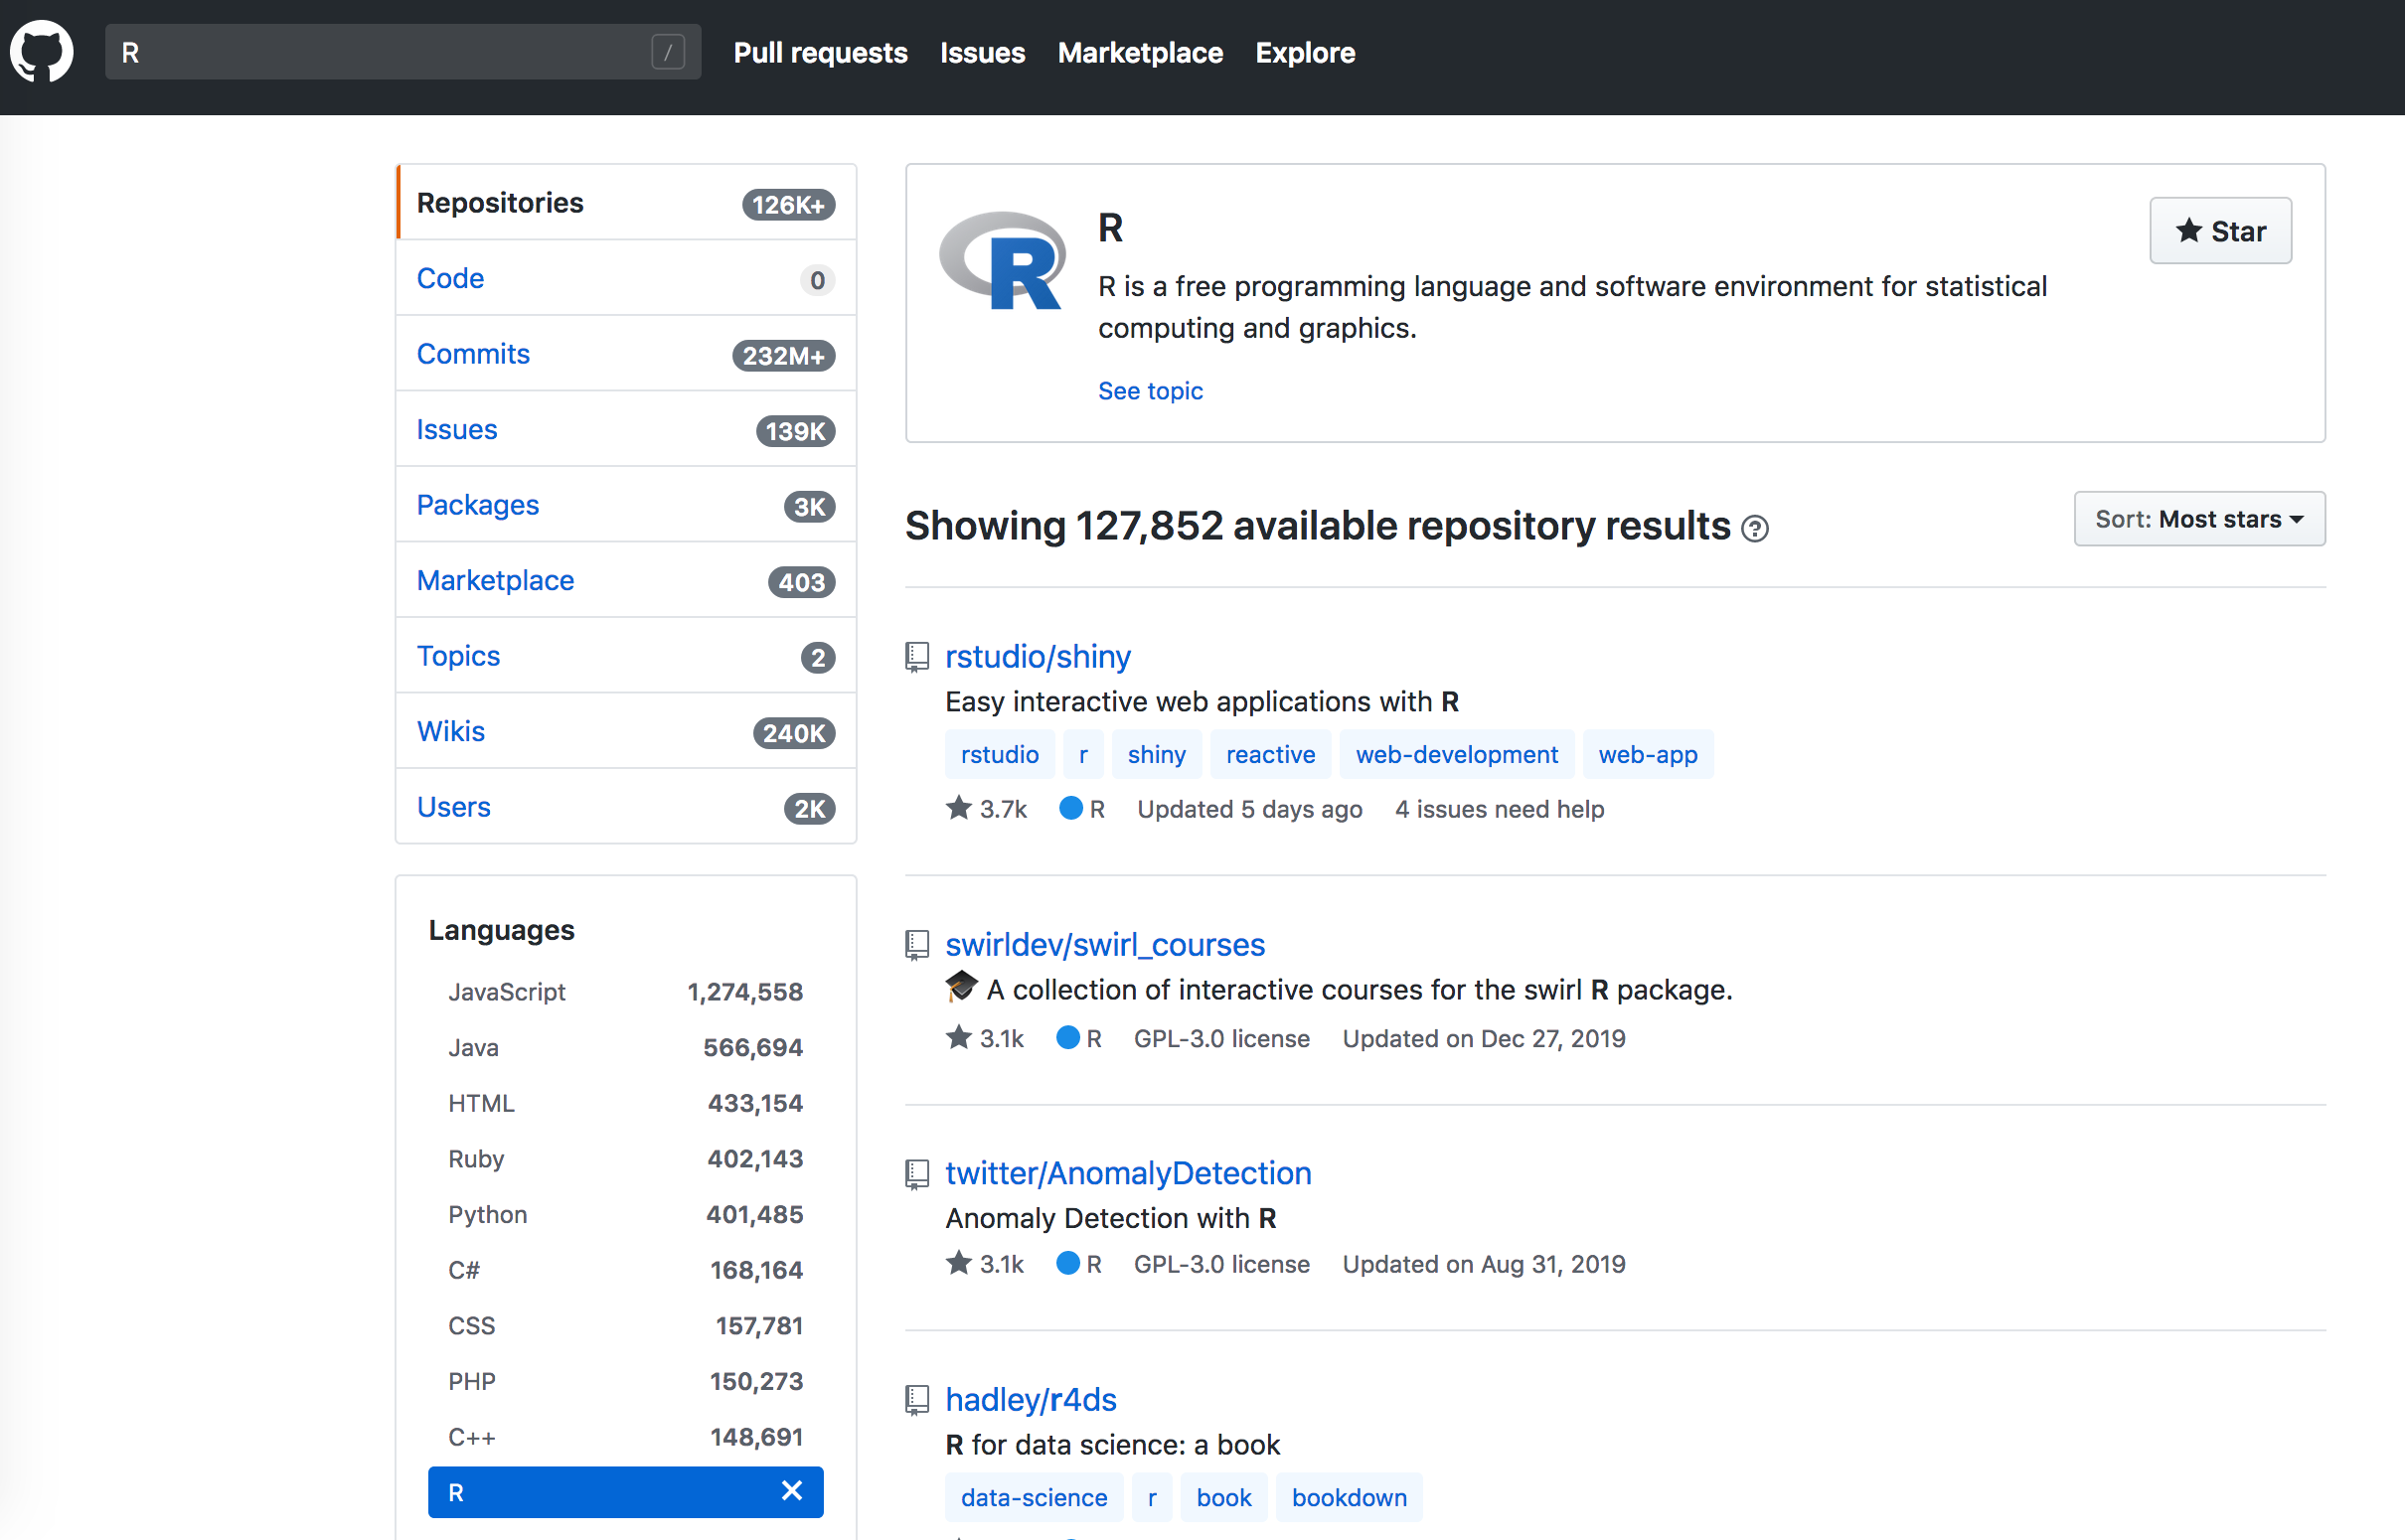 R /
Pull requests Issues Marketplace Explore
Repositories 126K+
Code 0
Commits 232M+
Issues 139K
Packages 3K
Marketplace 403
Topics 2
Wikis 240K
Users 2K
Languages
JavaScript 1,274,558
Java 566,694
HTML 433,154
Ruby 402,143
Python 401,485
C# 168,164
CSS 157,781
PHP 150,273
C++ 148,691
R
R
R
Star
R is a free programming language and software environment for statistical
computing and graphics.
See topic
Showing 127,852 available repository results ?
Sort: Most stars
rstudio/shiny
Easy interactive web applications with R
rstudio r shiny reactive web-development web-app
3.7k R Updated 5 days ago 4 issues need help
swirldev/swirl_courses
🎓 A collection of interactive courses for the swirl R package.
3.1k R GPL-3.0 license Updated on Dec 27, 2019
twitter/AnomalyDetection
Anomaly Detection with R
3.1k R GPL-3.0 license Updated on Aug 31, 2019
hadley/r4ds
R for data science: a book
data-science r book bookdown